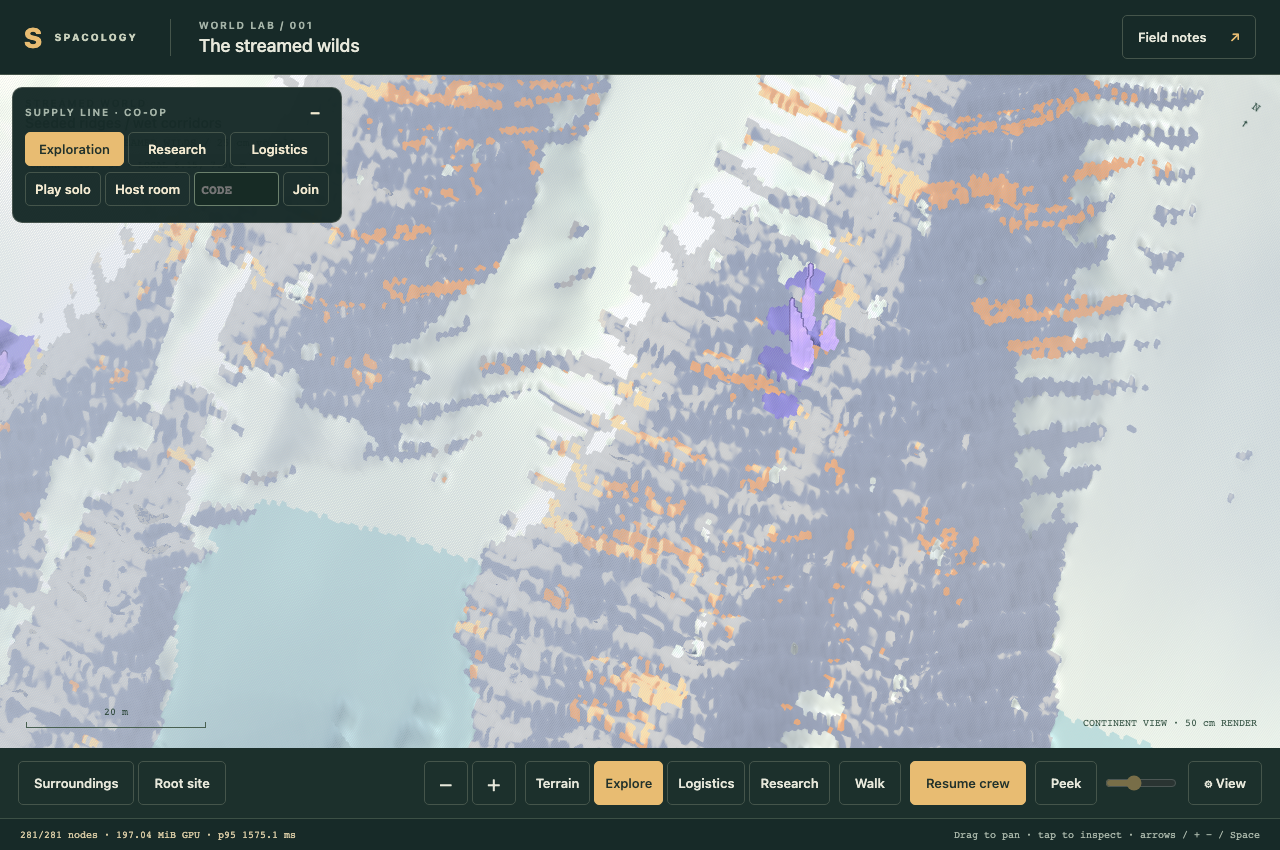 S SPACOLOGY
WORLD LAB / 001
The streamed wilds
Field notes ↗
SUPPLY LINE · CO-OP −
Exploration Research Logistics
Play solo Host room CODE Join
N
20 m
CONTINENT VIEW · 50 cm RENDER
Surroundings Root site − + Terrain Explore Logistics Research Walk Resume crew Peek ⚙ View
281/281 nodes · 197.04 MiB GPU · p95 1575.1 ms
Drag to pan · tap to inspect · arrows / + − / Space